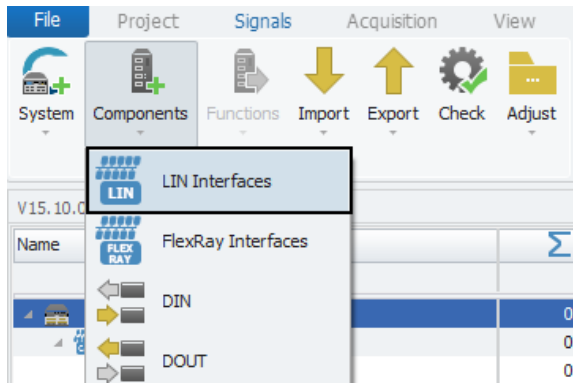 File Project Signals Acquisition View
System Components Functions Import Export Check Adjust
LIN LIN Interfaces
V15.10.0
FLEX RAY FlexRay Interfaces
Name Σ
DIN
0
0
DOUT
0